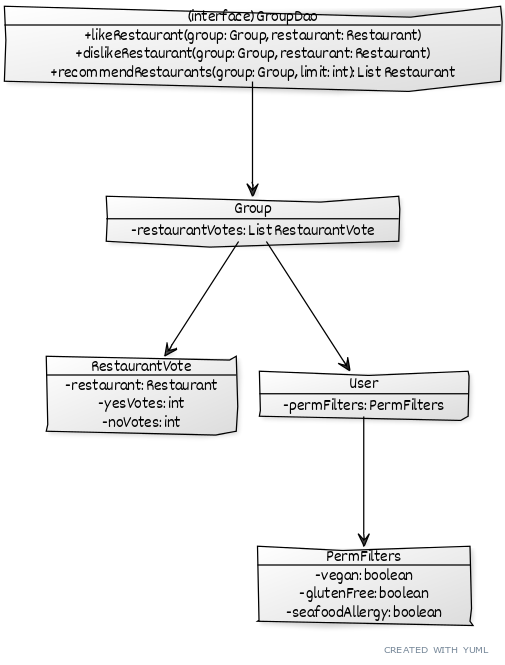 (interface) GroupDao
+likeRestaurant(group: Group, restaurant: Restaurant)
+dislikeRestaurant(group: Group, restaurant: Restaurant)
+recommendRestaurants(group: Group, limit: int): List Restaurant
Group
-restaurantVotes: List RestaurantVote
RestaurantVote
-restaurant: Restaurant
-yesVotes: int
-noVotes: int
User
-permFilters: PermFilters
PermFilters
-vegan: boolean
-glutenFree: boolean
-seafoodAllergy: boolean
CREATED WITH YUML